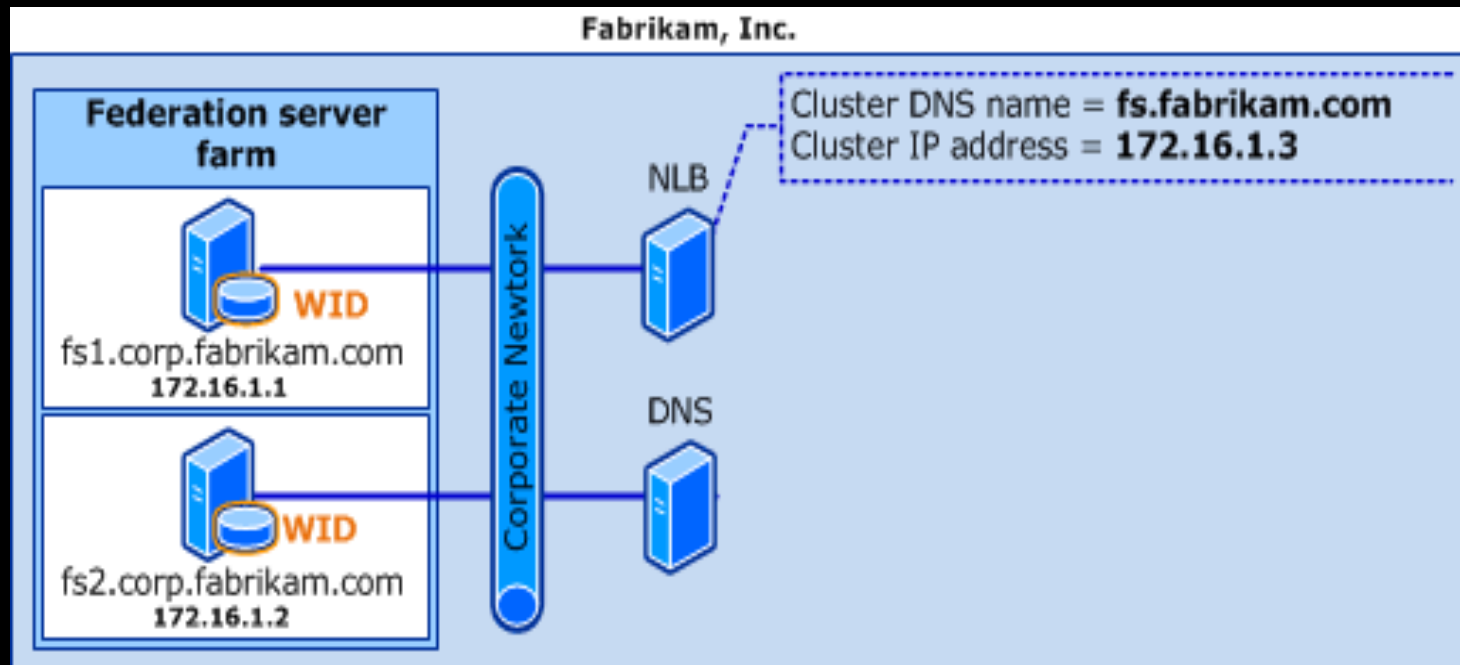 Fabrikam, Inc.
Federation server
farm
WID
fs1.corp.fabrikam.com
172.16.1.1
WID
fs2.corp.fabrikam.com
172.16.1.2
Corporate Newtork
NLB
DNS
Cluster DNS name = fs.fabrikam.com
Cluster IP address = 172.16.1.3